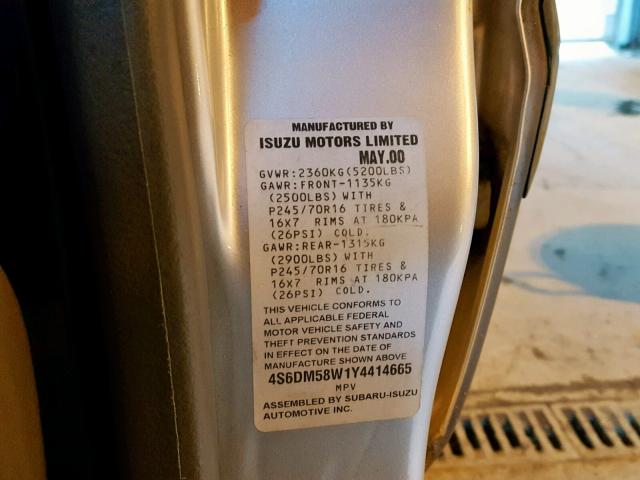 MANUFACTURED BY
ISUZU MOTORS LIMITED
MAY.00
GVWR:2360KG(5200LBS)
GAWR:FRONT-1135KG
(2500LBS) WITH
P245/70R16 TIRES &
16X7 RIMS AT 180KPA
(26PSI) COLD.
GAWR:REAR-1315KG
(2900LBS) WITH
P245/70R16 TIRES &
16X7 RIMS AT 180KPA
(26PSI) COLD.
THIS VEHICLE CONFORMS TO
ALL APPLICABLE FEDERAL
MOTOR VEHICLE SAFETY AND
THEFT PREVENTION STANDARDS
IN EFFECT ON THE DATE OF
MANUFACTURE SHOWN ABOVE
4S6DM58W1Y4414665
MPV
ASSEMBLED BY SUBARU-ISUZU
AUTOMOTIVE INC.